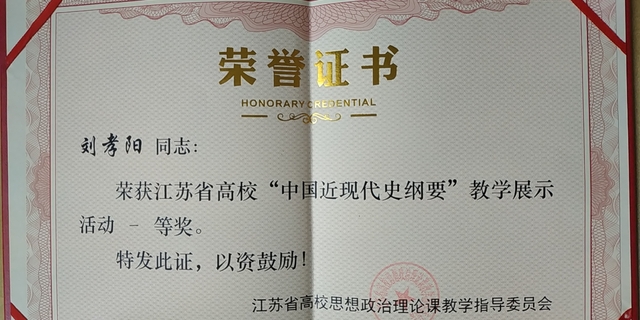 荣誉证书
HONORARY CREDENTIAL
刘孝阳 同志:
荣获江苏省高校“中国近现代史纲要”教学展示
活动 一 等奖。
特发此证,以资鼓励!
江苏省高校思想政治理论课教学指导委员会